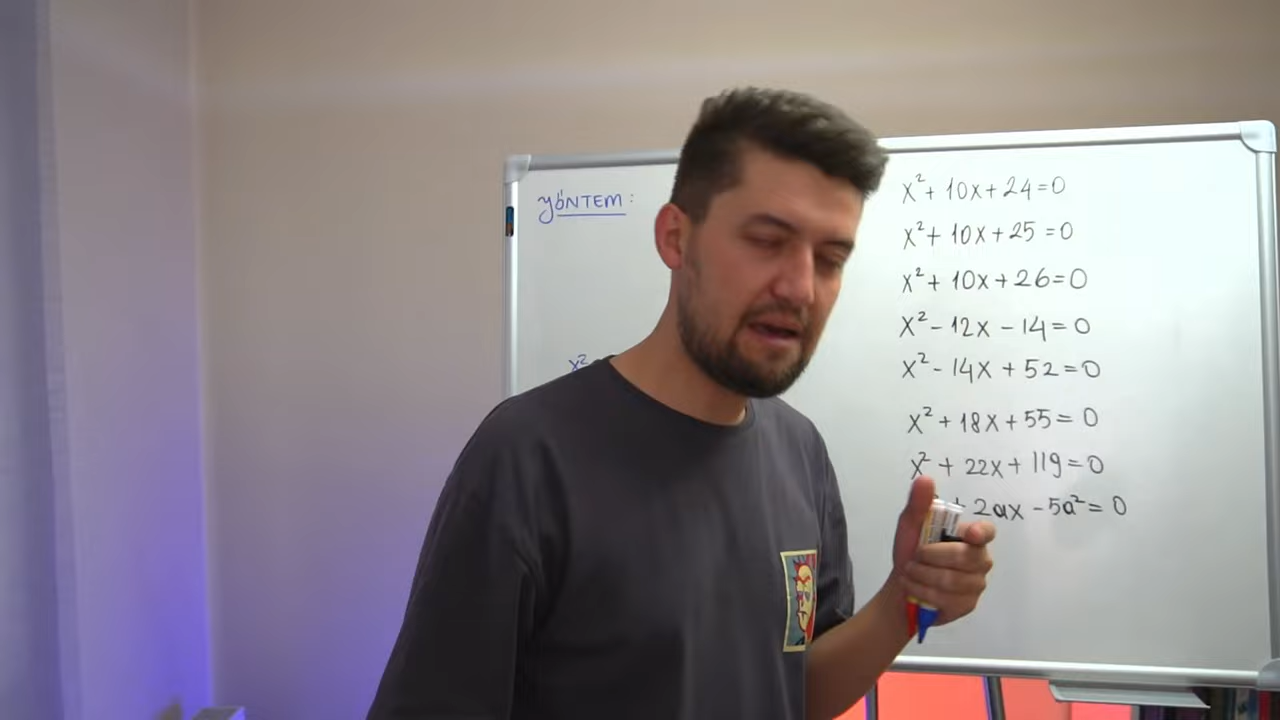 YÖNTEM:
x²
x² + 10x + 24 = 0
x² + 10x + 25 = 0
x² + 10x + 26 = 0
x² - 12x - 14 = 0
x² - 14x + 52 = 0
x² + 18x + 55 = 0
x² + 22x + 119 = 0
+ 2ax - 5a² = 0